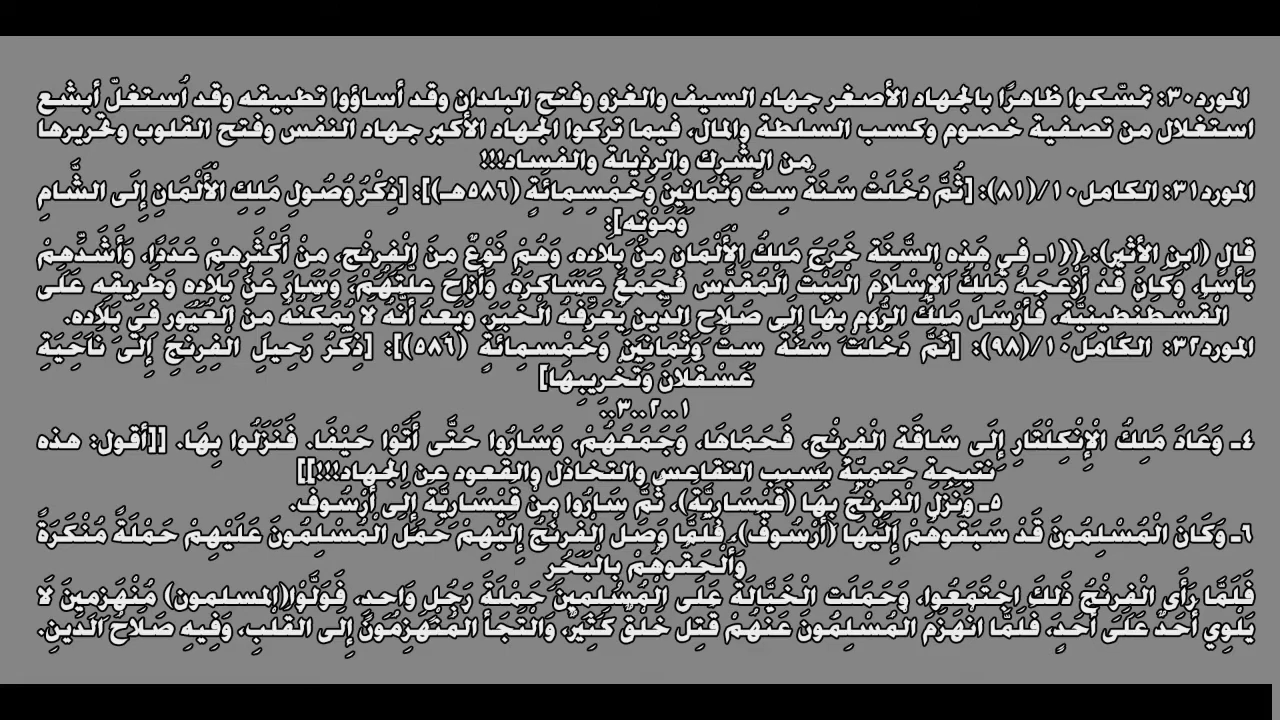 المورد٣٠: تمسّكوا ظاهرًا بالجهاد الأصغر جهاد السيف والغزو وفتح البلدان وقد أساؤوا تطبيقه وقد اُستغلّ أبشع
استغلال من تصفية خصوم وكسب السلطة والمال، فيما تركوا الجهاد الأكبر جهاد النفس وفتح القلوب وتحريرها
من الشرك والرذيلة والفساد!!!
المورد٣١: الكامل١٠/(٨١): [ثُمَّ دَخَلَتْ سَنَةُ سِتٍّ وَثَمَانِينَ وَخَمْسِمِائَةٍ (٥٨٦هـ)]: [ذِكْرُ وُصُولِ مَلِكِ الْأَلْمَانِ إِلَى الشَّامِ
وَمَوْتِهِ]:
قال (ابن الأثير): ((١ـ فِي هَذِهِ السَّنَةِ خَرَجَ مَلِكُ الْأَلْمَانِ مِنْ بِلَادِهِ، وَهُمْ نَوْعٌ مِنَ الْفِرِنْجِ، مِنْ أَكْثَرِهِمْ عَدَدًا، وَأَشَدِّهِمْ
بَأْسًا، وَكَانَ قَدْ أَزْعَجَهُ مُلْكُ الْإِسْلَامِ الْبَيْتَ الْمُقَدَّسَ فَجَمَعَ عَسَاكِرَهُ، وَأَزَاحَ عِلَّتَهُمْ، وَسَارَ عَنْ بِلَادِهِ وَطَرِيقِهِ عَلَى
الْقُسْطَنْطِينِيَّةِ، فَأَرْسَلَ مَلِكُ الرُّومِ بِهَا إِلَى صَلَاحِ الدِّينِ يُعَرِّفُهُ الْخَبَرَ، وَيَعِدُ أَنَّهُ لَا يُمَكِّنُهُ مِنَ الْعُبُورِ فِي بِلَادِهِ.
المورد٣٢: الكامل١٠/(٩٨): [ثُمَّ دَخَلَتْ سَنَةُ سِتٍّ وَثَمَانِينَ وَخَمْسِمِائَةٍ (٥٨٦)]: [ذِكْرُ رَحِيلِ الْفِرِنْجِ إِلَى نَاحِيَةِ
عَسْقَلَانَ وَتَخْرِيبِهَا]
١..٢..٣..
٤ـ وَعَادَ مَلِكُ الْإِنْكِلْتَارِ إِلَى سَاقَةِ الْفِرِنْجِ، فَحَمَاهَا، وَجَمَعَهُمْ، وَسَارُوا حَتَّى أَتَوْا حَيْفَا، فَنَزَلُوا بِهَا. [[أقول: هذه
نتيجة حتميّة بسبب التقاعس والتخاذل والقعود عن الجهاد!!!]]
٥ـ وَنَزَلَ الْفِرِنْجُ بِهَا (قَيْسَارِيَّةَ)، ثُمَّ سَارُوا مِنْ قَيْسَارِيَّةَ إِلَى أَرْسُوفَ.
٦ـ وَكَانَ الْمُسْلِمُونَ قَدْ سَبَقُوهُمْ إِلَيْهَا (أَرْسُوف)، فَلَمَّا وَصَلَ الْفِرِنْجُ إِلَيْهِمْ حَمَلَ الْمُسْلِمُونَ عَلَيْهِمْ حَمْلَةً مُنْكَرَةً
وَأَلْحَقُوهُمْ بِالْبَحْرِ
فَلَمَّا رَأَى الْفِرِنْجُ ذَلِكَ اجْتَمَعُوا، وَحَمَلَتِ الْخَيَّالَةُ عَلَى الْمُسْلِمِينَ حَمْلَةَ رَجُلٍ وَاحِدٍ، فَوَلَّوْا(المسلمون) مُنْهَزِمِينَ لَا
يَلْوِي أَحَدٌ عَلَى أَحَدٍ، فَلَمَّا انْهَزَمَ الْمُسْلِمُونَ عَنْهُمْ قُتِلَ خَلْقٌ كَثِيرٌ، وَالْتَجَأَ الْمُنْهَزِمُونَ إِلَى الْقَلْبِ، وَفِيهِ صَلَاحُ الدِّينِ.